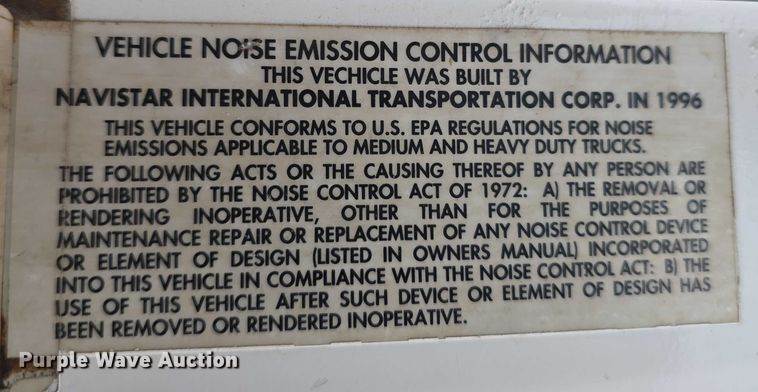 VEHICLE NOISE EMISSION CONTROL INFORMATION
THIS VECHICLE WAS BUILT BY
NAVISTAR INTERNATIONAL TRANSPORTATION CORP. IN 1996
THIS VEHICLE CONFORMS TO U.S. EPA REGULATIONS FOR NOISE
EMISSIONS APPLICABLE TO MEDIUM AND HEAVY DUTY TRUCKS.
THE FOLLOWING ACTS OR THE CAUSING THEREOF BY ANY PERSON ARE
PROHIBITED BY THE NOISE CONTROL ACT OF 1972: A) THE REMOVAL OR
RENDERING INOPERATIVE, OTHER THAN FOR THE PURPOSES OF
MAINTENANCE REPAIR OR REPLACEMENT OF ANY NOISE CONTROL DEVICE
OR ELEMENT OF DESIGN (LISTED IN OWNERS MANUAL) INCORPORATED
INTO THIS VEHICLE IN COMPLIANCE WITH THE NOISE CONTROL ACT: B) THE
USE OF THIS VEHICLE AFTER SUCH DEVICE OR ELEMENT OF DESIGN HAS
BEEN REMOVED OR RENDERED INOPERATIVE.
Purple Wave Auction